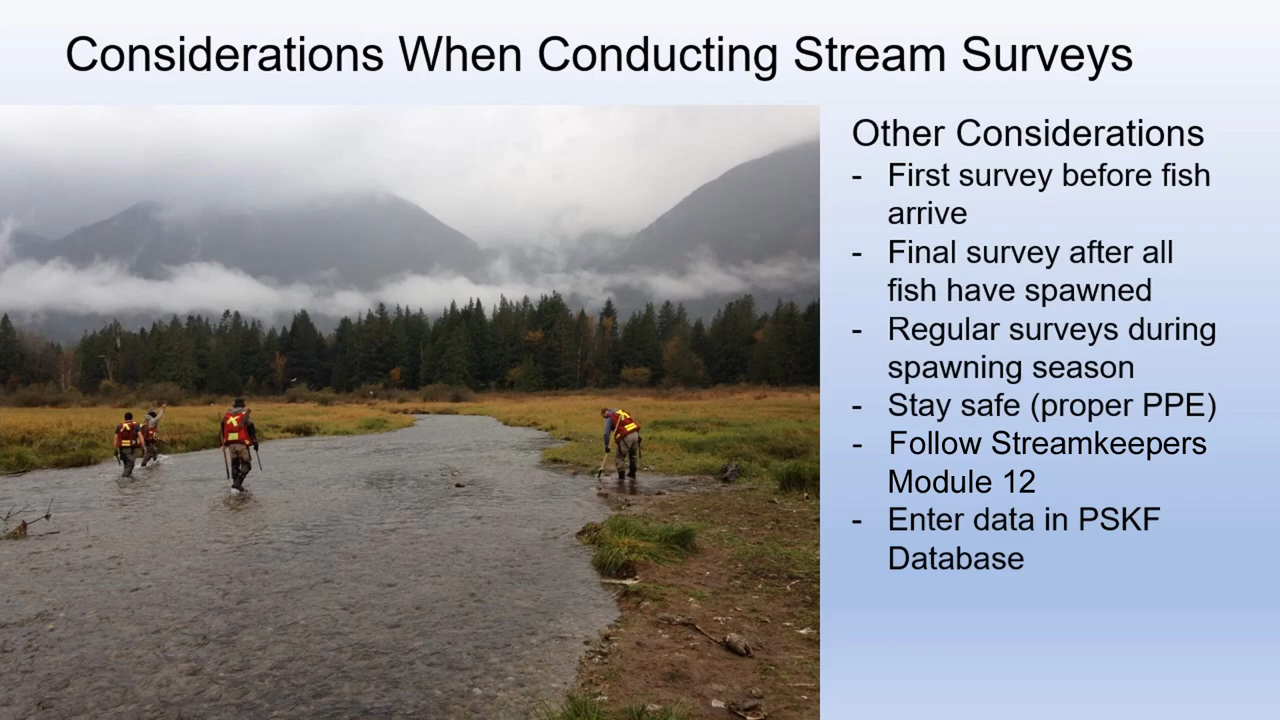 Considerations When Conducting Stream Surveys
Other Considerations
- First survey before fish
arrive
- Final survey after all
fish have spawned
- Regular surveys during
spawning season
- Stay safe (proper PPE)
- Follow Streamkeepers
Module 12
- Enter data in PSKF
Database